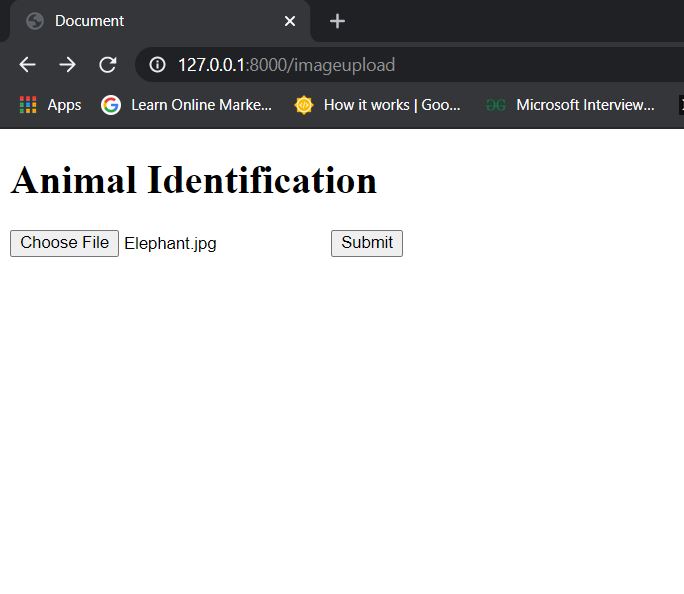 Document
127.0.0.1:8000/imageupload
Apps Learn Online Marke... How it works | Goo... Microsoft Interview...
Animal Identification
Choose File Elephant.jpg Submit